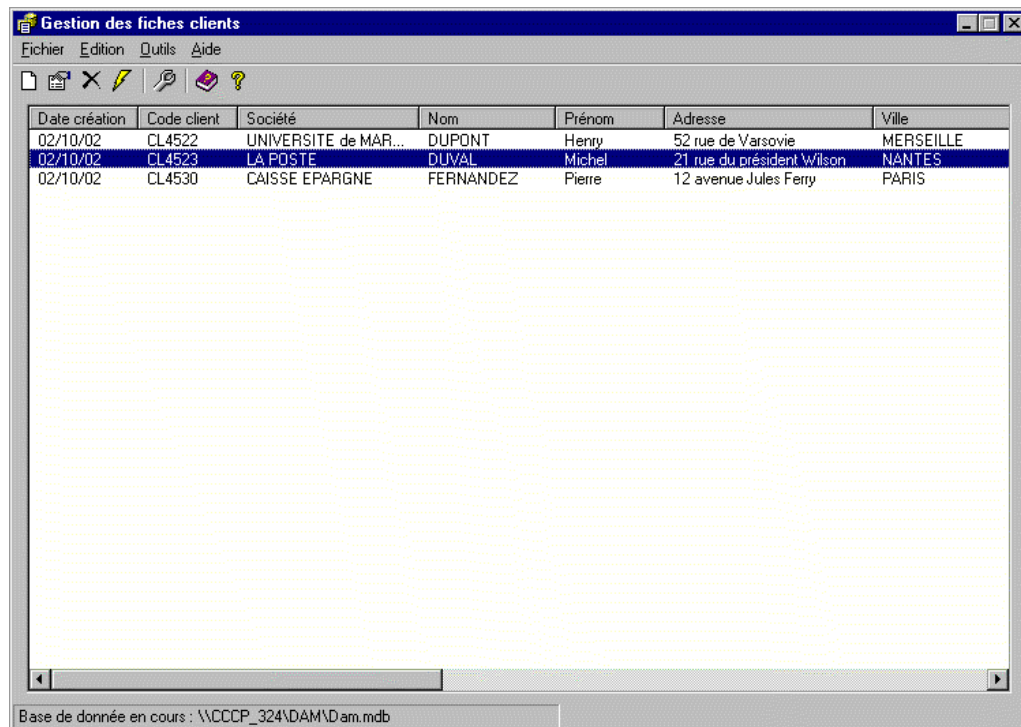 Gestion des fiches clients
Fichier Edition Outils Aide
Date création Code client Société Nom Prénom Adresse Ville
02/10/02 CL4522 UNIVERSITE de MAR... DUPONT Henry 52 rue de Varsovie MERSEILLE
02/10/02 CL4523 LA POSTE DUVAL Michel 21 rue du président Wilson NANTES
02/10/02 CL4530 CAISSE EPARGNE FERNANDEZ Pierre 12 avenue Jules Ferry PARIS
Base de donnée en cours : \\CCCP_324\DAM\Dam.mdb